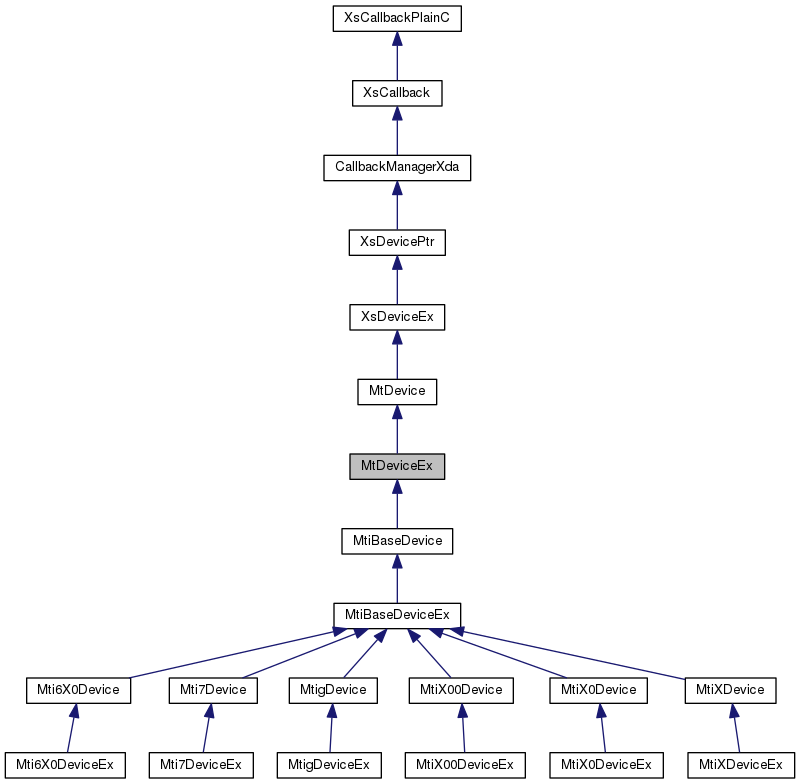 XsCallbackPlainC
XsCallback
CallbackManagerXda
XsDevicePtr
XsDeviceEx
MtDevice
MtDeviceEx
MtiBaseDevice
MtiBaseDeviceEx
Mti6X0Device
Mti7Device
MtigDevice
MtiX00Device
MtiX0Device
MtiXDevice
Mti6X0DeviceEx
Mti7DeviceEx
MtigDeviceEx
MtiX00DeviceEx
MtiX0DeviceEx
MtiXDeviceEx